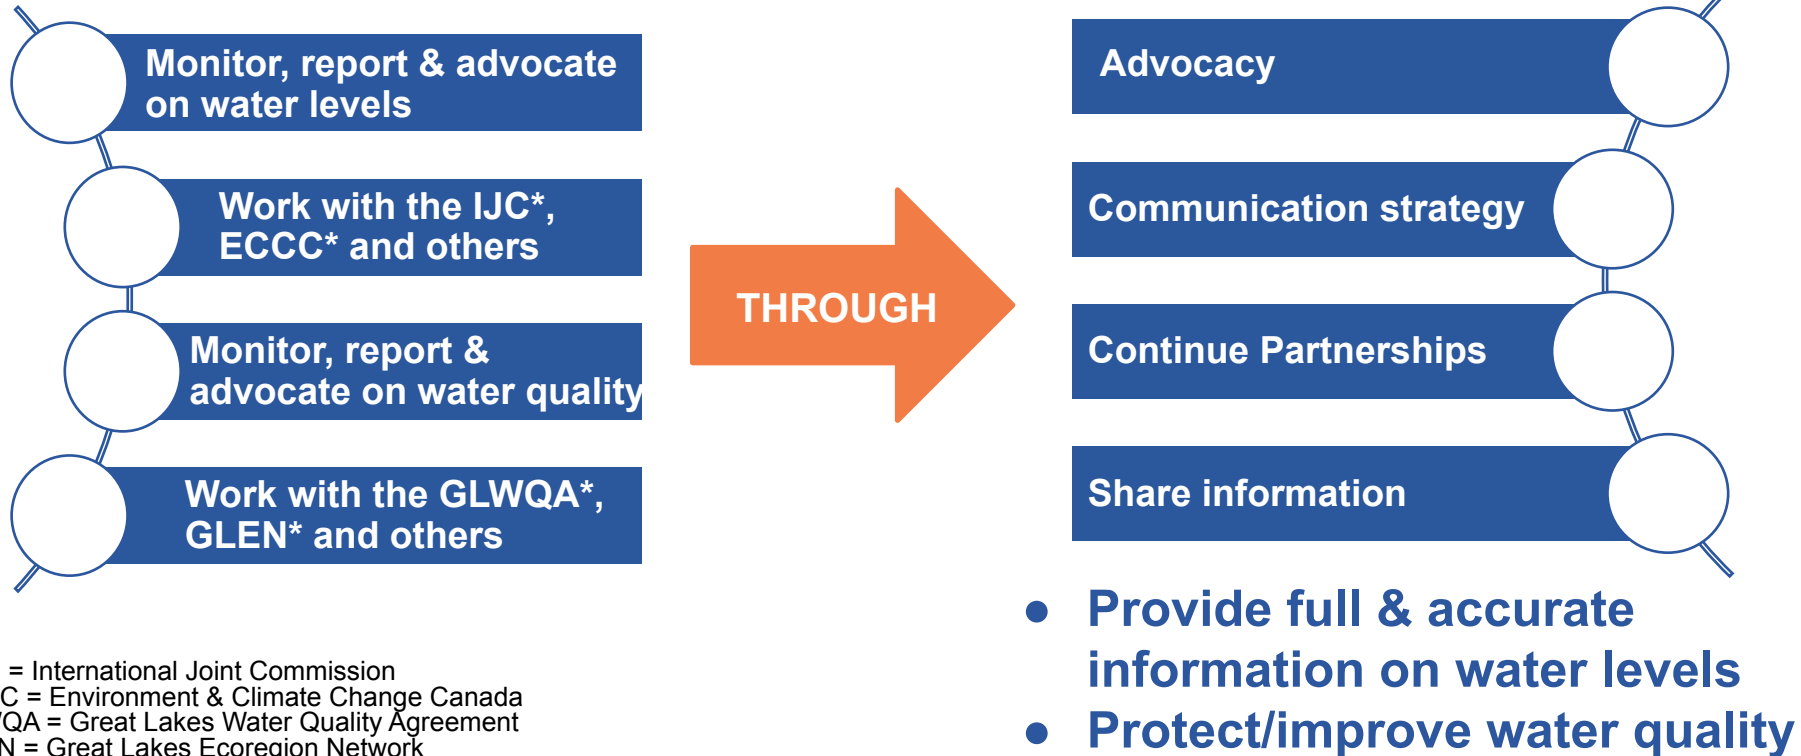 Monitor, report & advocate
on water levels
Work with the IJC*,
ECCC* and others
Monitor, report &
advocate on water quality
Work with the GLWQA*,
GLEN* and others
THROUGH
Advocacy
Communication strategy
Continue Partnerships
Share information
● Provide full & accurate
information on water levels
● Protect/improve water quality
= International Joint Commission
C = Environment & Climate Change Canada
QA = Great Lakes Water Quality Agreement
N = Great Lakes Ecoregion Network